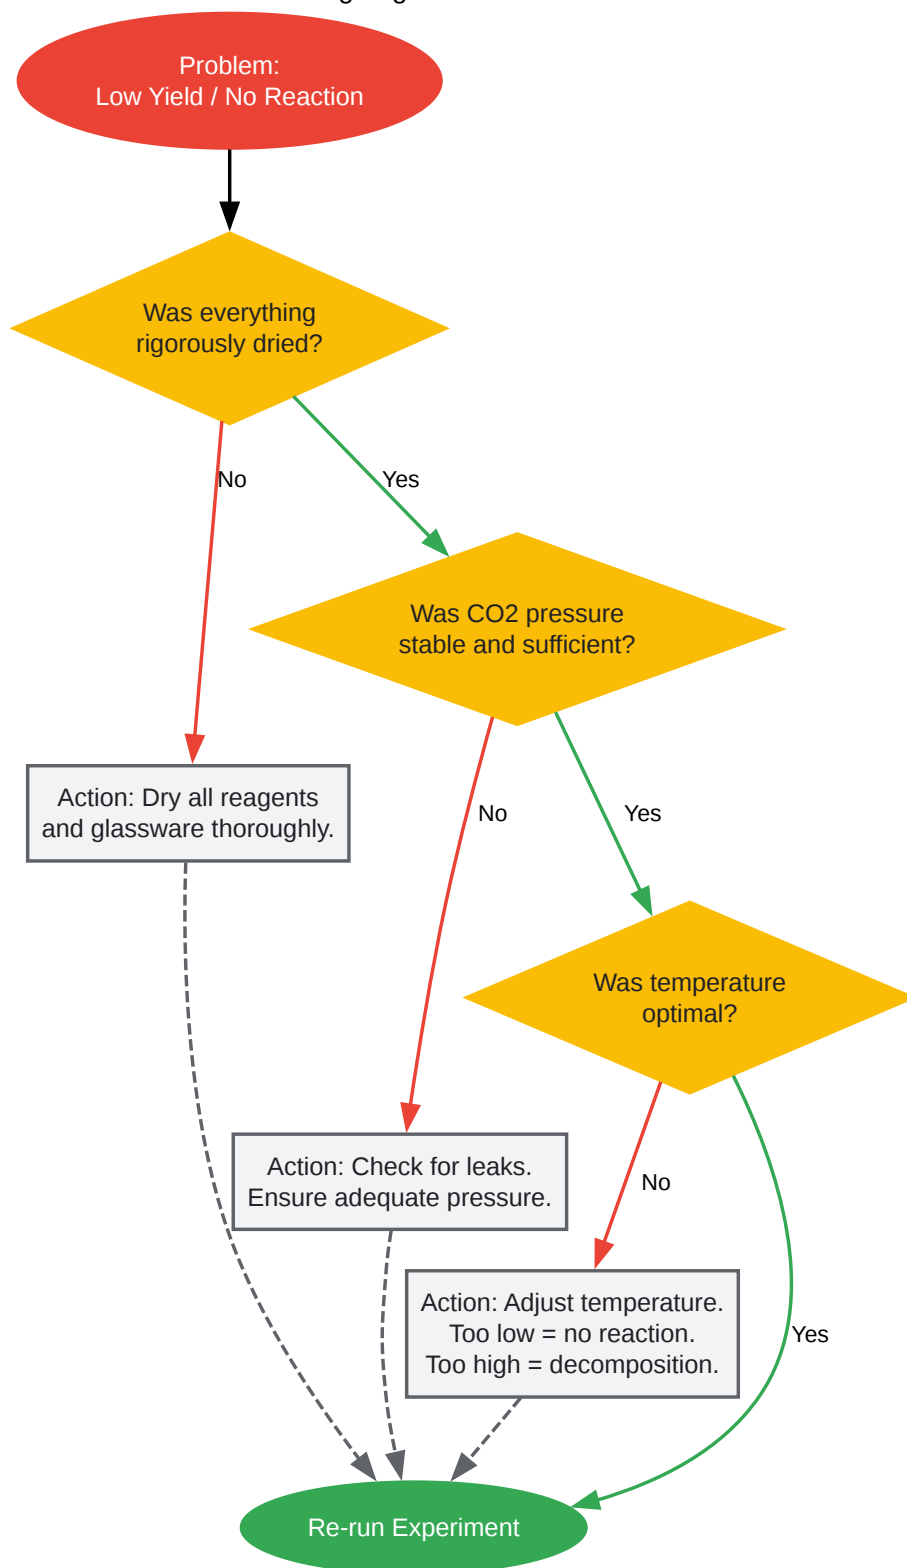 Problem:
Low Yield / No Reaction
Was everything
rigorously dried?
No
Yes
Was CO2 pressure
stable and sufficient?
Action: Dry all reagents
and glassware thoroughly.
No
Yes
Was temperature
optimal?
Action: Check for leaks.
Ensure adequate pressure.
No
Action: Adjust temperature.
Too low = no reaction.
Too high = decomposition.
Yes
Re-run Experiment